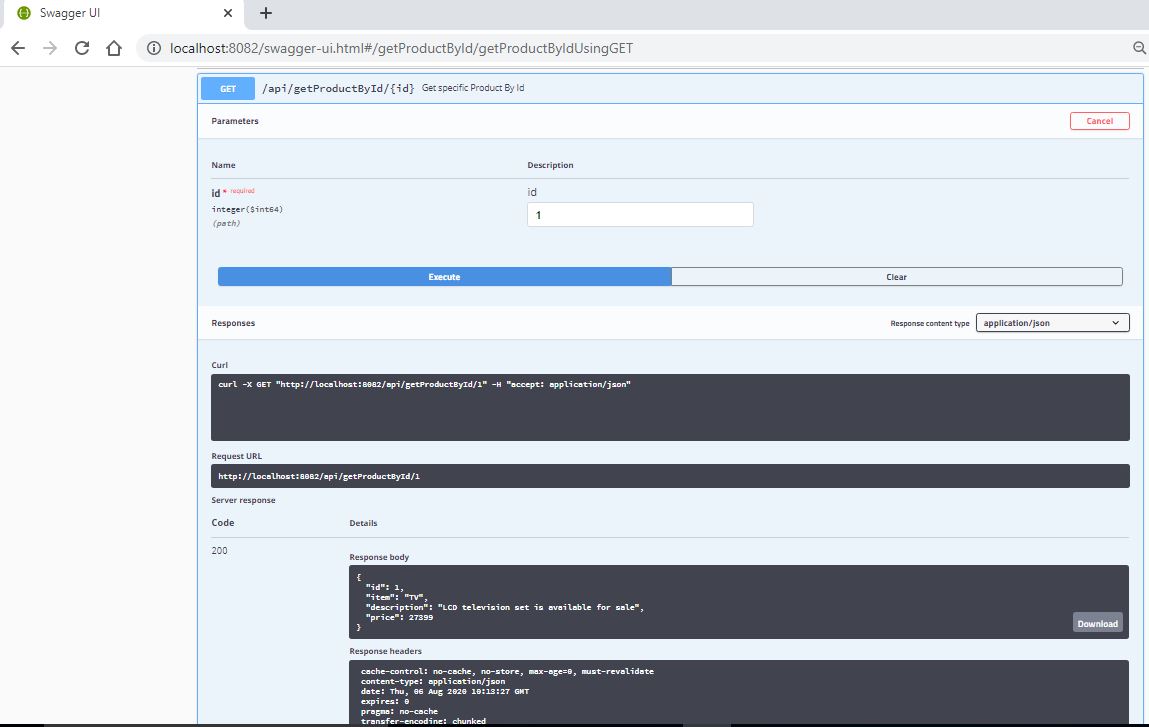 Swagger UI
localhost:8082/swagger-ui.html#/getProductById/getProductByIdUsingGET
GET /api/getProductById/{id} Get specific Product By Id
Parameters Cancel
Name Description
id * required id
integer($int64) 1
(path)
Execute Clear
Responses Response content type application/json
Curl
curl -X GET "http://localhost:8082/api/getProductById/1" -H "accept: application/json"
Request URL
http://localhost:8082/api/getProductById/1
Server response
Code Details
200
Response body
{
"id": 1,
"item": "TV",
"description": "LCD television set is available for sale",
"price": 27399
}
Download
Response headers
cache-control: no-cache, no-store, max-age=0, must-revalidate
content-type: application/json
date: Thu, 06 Aug 2020 10:13:27 GMT
expires: 0
pragma: no-cache
transfer-encoding: chunked